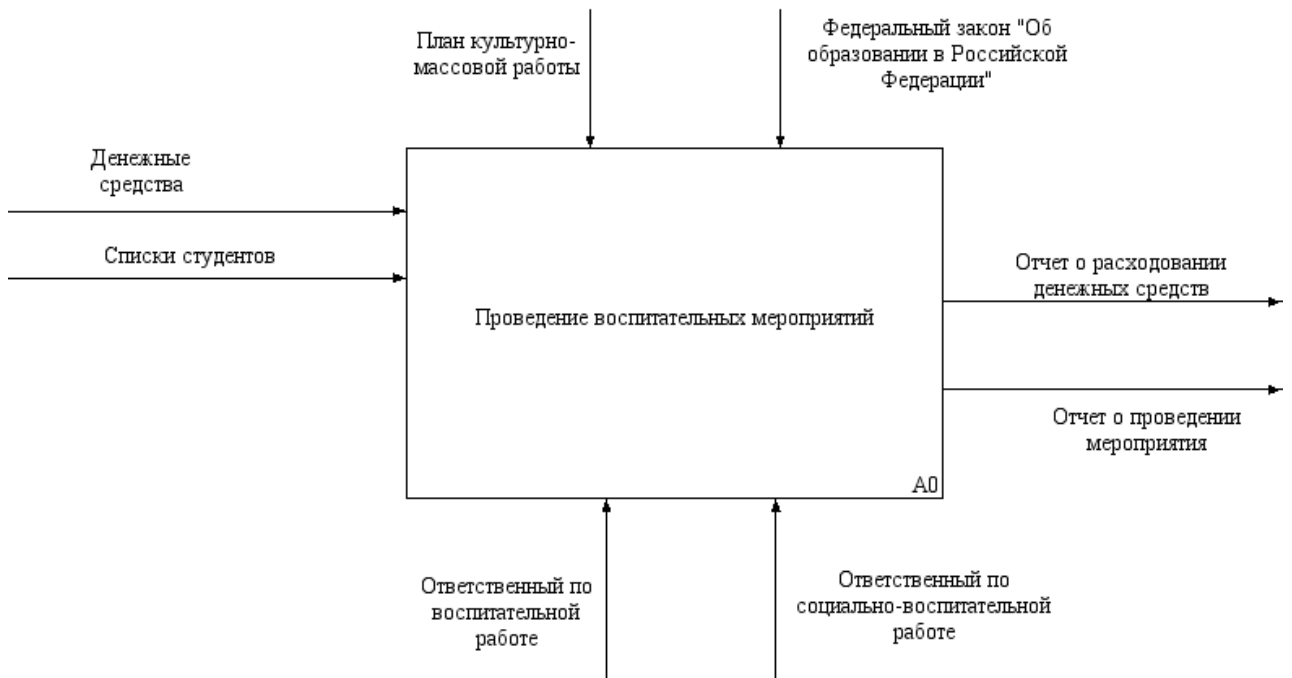 План культурно-
массовой работы
Федеральный закон "Об
образовании в Российской
Федерации"
Денежные
средства
Списки студентов
Проведение воспитательных мероприятий
Отчет о расходовании
денежных средств
Отчет о проведении
мероприятия
A0
Ответственный по
воспитательной
работе
Ответственный по
социально-воспитательной
работе